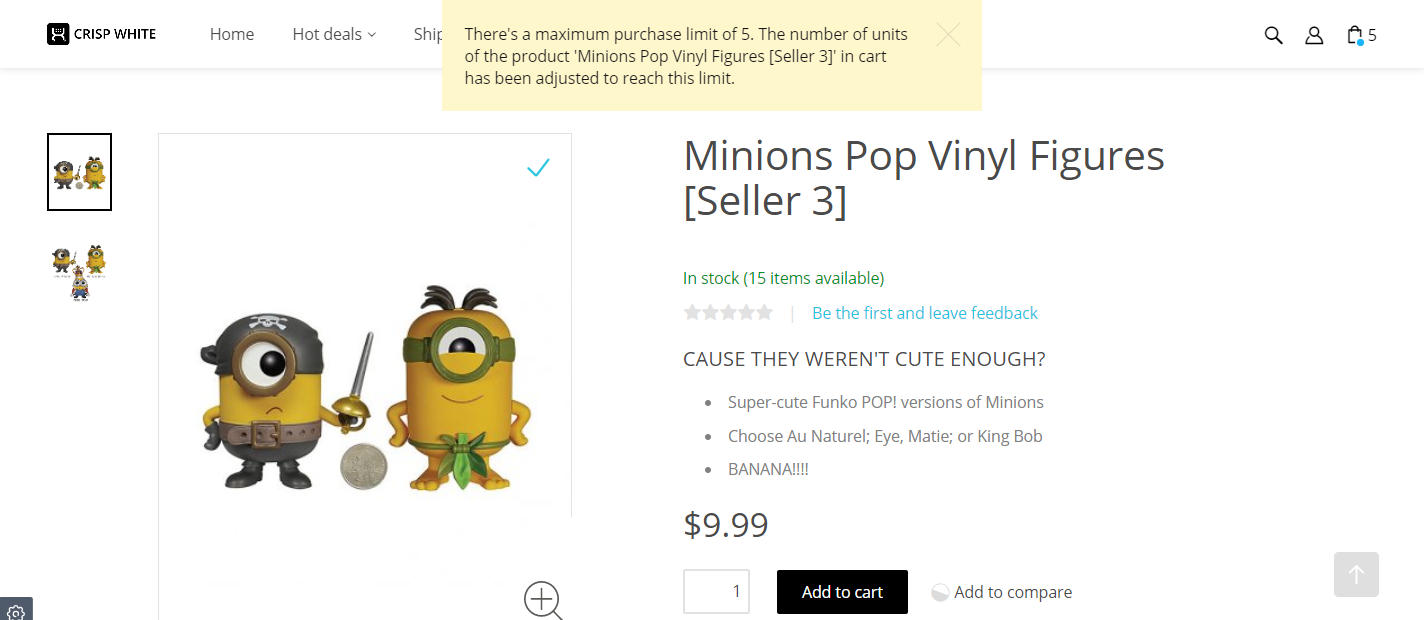 CRISP WHITE
Home
Hot deals
Ship
There's a maximum purchase limit of 5. The number of units
of the product 'Minions Pop Vinyl Figures [Seller 3]' in cart
has been adjusted to reach this limit.
5
Minions Pop Vinyl Figures
[Seller 3]
In stock (15 items available)
| Be the first and leave feedback
CAUSE THEY WEREN'T CUTE ENOUGH?
• Super-cute Funko POP! versions of Minions
• Choose Au Naturel; Eye, Matie; or King Bob
• BANANA!!!!
$9.99
1
Add to cart
Add to compare